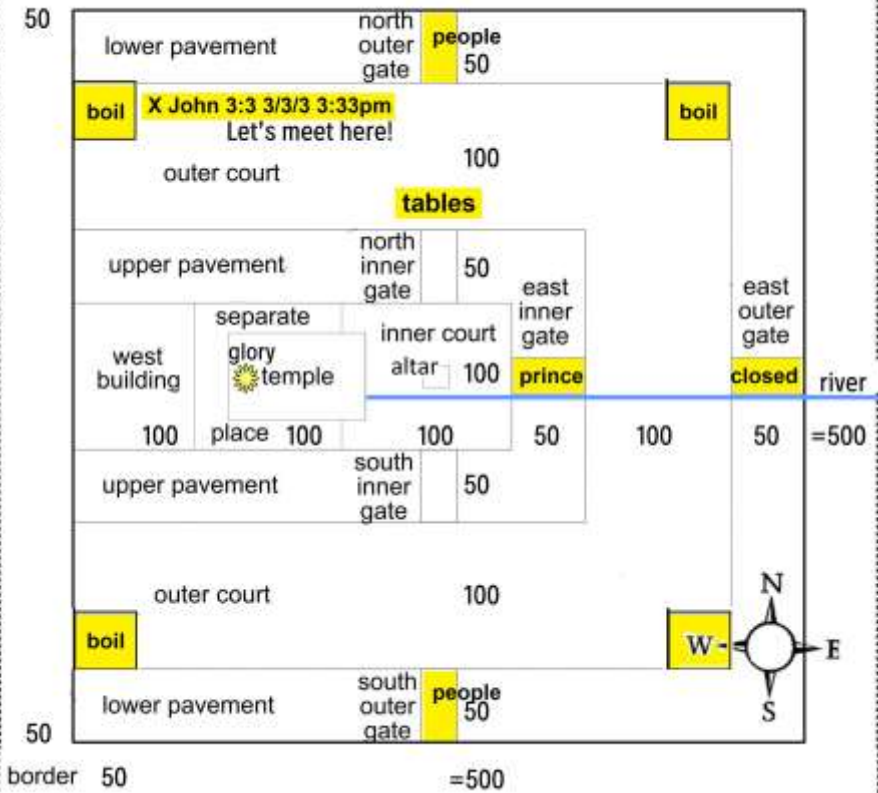 50
north
outer
gate
people
50
lower pavement
boil
X John 3:3 3/3/3 3:33pm
Let's meet here!
boil
100
outer court
tables
upper pavement
north
inner
gate
50
east
inner
gate
east
outer
gate
separate
inner court
west
building
glory
temple
altar
100
prince
closed
river
100
place
100
100
50
100
50
=500
upper pavement
south
inner
gate
50
outer court
100
N
W
E
S
boil
lower pavement
south
outer
gate
people
50
50
border 50
=500